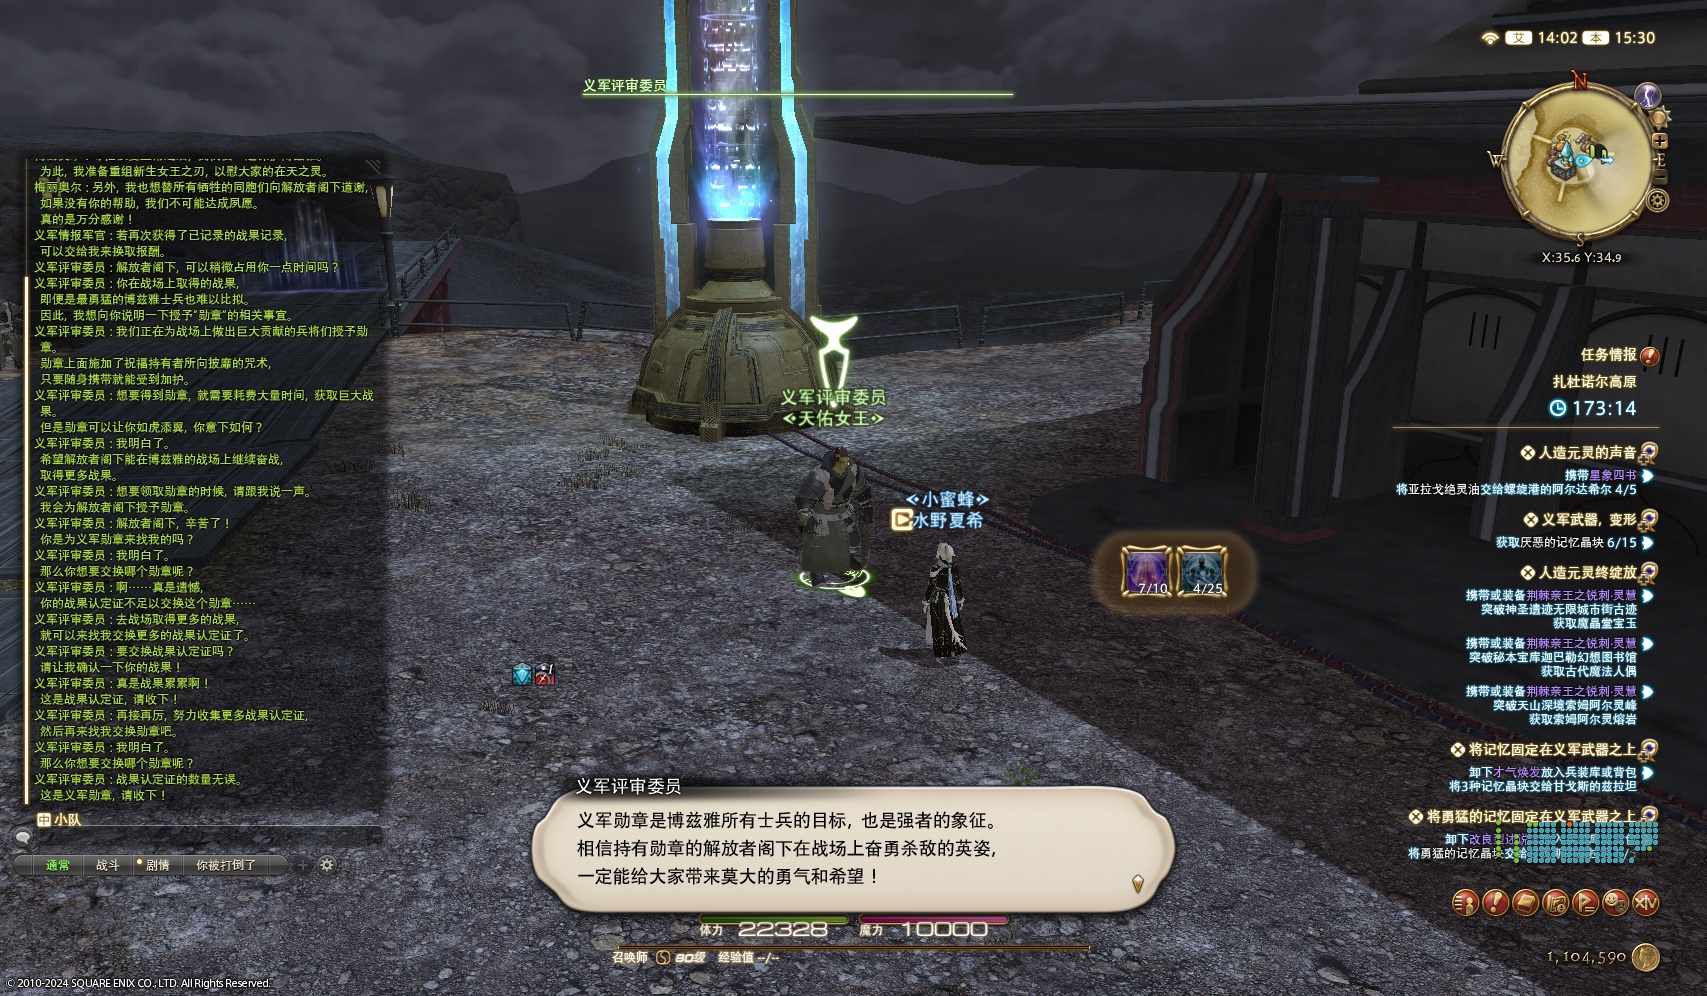 艾 14:02 本 15:30
义军评审委员
N
W
E
S
X:35.6 Y:34.9
为此，我准备重组新生女王之刃，以慰大家的在天之灵。
梅丽奥尔：另外，我也想替所有牺牲的同胞们向解放者阁下道谢，
如果没有你的帮助，我们不可能达成夙愿。
真的是万分感谢！
义军情报军官：若再次获得了已记录的战果记录，
可以交给我来换取报酬。
义军评审委员：解放者阁下，可以稍微占用你一点时间吗？
义军评审委员：你在战场上取得的战果，
即便是最勇猛的博兹雅士兵也难以比拟。
因此，我想向你说明一下授予“勋章”的相关事宜。
义军评审委员：我们正在为战场上做出巨大贡献的兵将们授予勋
章。
勋章上面施加了祝福持有者所向披靡的咒术，
只要随身携带就能受到加护。
义军评审委员：想要得到勋章，就需要耗费大量时间，获取巨大战
果。
但是勋章可以让你如虎添翼，你意下如何？
义军评审委员：我明白了。
希望解放者阁下能在博兹雅的战场上继续奋战，
取得更多战果。
义军评审委员：想要领取勋章的时候，请跟我说一声。
我会为解放者阁下授予勋章。
义军评审委员：解放者阁下，辛苦了！
你是为义军勋章来找我的吗？
义军评审委员：我明白了。
那么你想要交换哪个勋章呢？
义军评审委员：啊……真是遗憾，
你的战果认定证不足以交换这个勋章……
义军评审委员：去战场取得更多的战果，
就可以来找我交换更多的战果认定证了。
义军评审委员：要交换战果认定证吗？
请让我确认一下你的战果！
义军评审委员：真是战果累累啊！
这是战果认定证，请收下！
义军评审委员：再接再厉，努力收集更多战果认定证，
然后再来找我交换勋章吧。
义军评审委员：我明白了。
那么你想要交换哪个勋章呢？
义军评审委员：战果认定证的数量无误。
这是义军勋章，请收下！
小队
通常 战斗 剧情 你被打倒了
义军评审委员
«天佑女王»
«小蜜蜂»
水野夏希
7/10 4/25
任务情报
扎杜诺尔高原
173:14
人造元灵的声音
携带星象四书
将亚拉戈绝灵油交给螺旋港的阿尔达希尔 4/5
义军武器，变形
获取厌恶的记忆晶块 6/15
人造元灵终绽放
携带或装备荆棘亲王之锐刺·灵慧
突破神圣遗迹无限城市街古迹
获取魔晶堂宝玉
携带或装备荆棘亲王之锐刺·灵慧
突破秘本宝库迦巴勒幻想图书馆
获取古代魔法人偶
携带或装备荆棘亲王之锐刺·灵慧
突破天山深境索姆阿尔灵峰
获取索姆阿尔灵熔岩
将记忆固定在义军武器之上
卸下才气焕发放入兵装库或背包
将3种记忆晶块交给甘戈斯的兹拉坦
将勇猛的记忆固定在义军武器之上
卸下改良
将勇猛的记忆晶块交给
义军评审委员
义军勋章是博兹雅所有士兵的目标，也是强者的象征。
相信持有勋章的解放者阁下在战场上奋勇杀敌的英姿，
一定能给大家带来莫大的勇气和希望！
体力 22328 魔力 10000
召唤师 80级 经验值 --/--
1,104,590
© 2010-2024 SQUARE ENIX CO., LTD. All Rights Reserved.